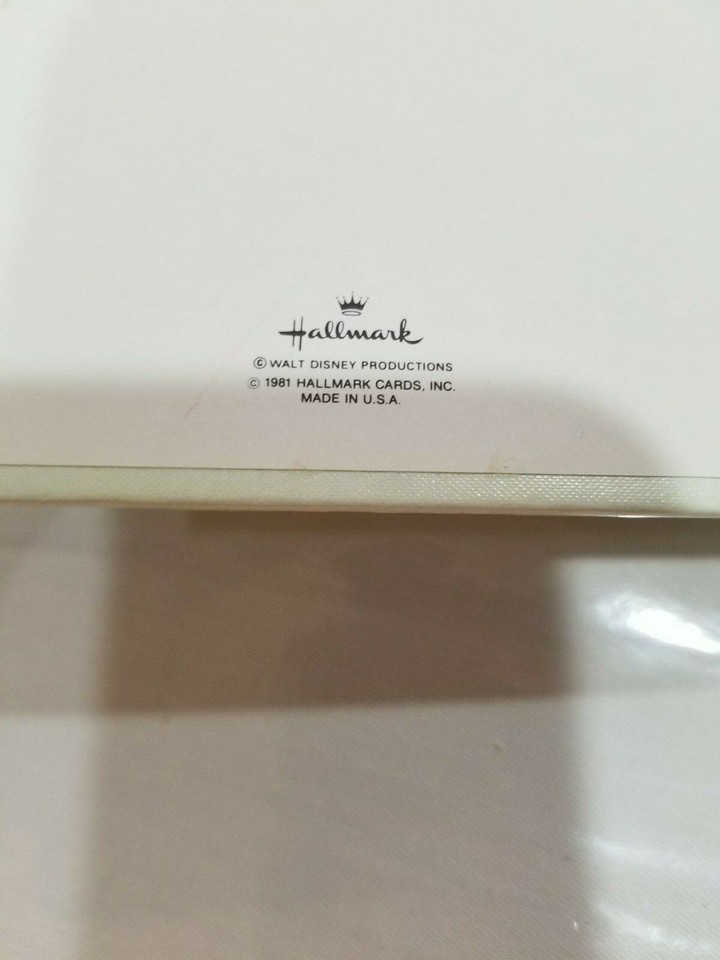 Hallmark
© WALT DISNEY PRODUCTIONS
© 1981 HALLMARK CARDS, INC.
MADE IN U.S.A.